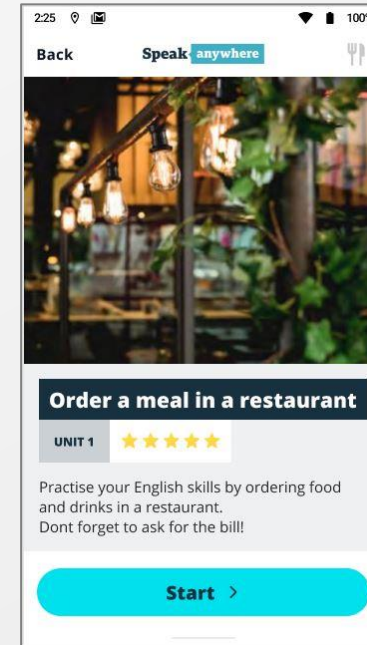 2:25 100%
Back Speak anywhere
Order a meal in a restaurant
UNIT 1
Practise your English skills by ordering food
and drinks in a restaurant.
Dont forget to ask for the bill!
Start >